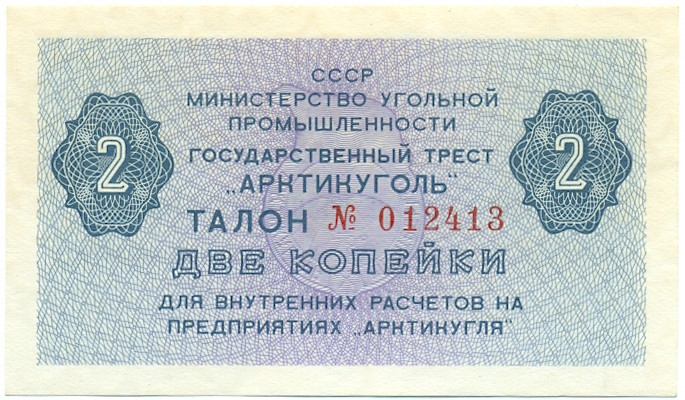 СССР
МИНИСТЕРСТВО УГОЛЬНОЙ
ПРОМЫШЛЕННОСТИ
ГОСУДАРСТВЕННЫЙ ТРЕСТ
„АРКТИКУГОЛЬ"
2 ТАЛОН № 012413 2
ДВЕ КОПЕЙКИ
ДЛЯ ВНУТРЕННИХ РАСЧЕТОВ НА
ПРЕДПРИЯТИЯХ „АРКТИКУГЛЯ"